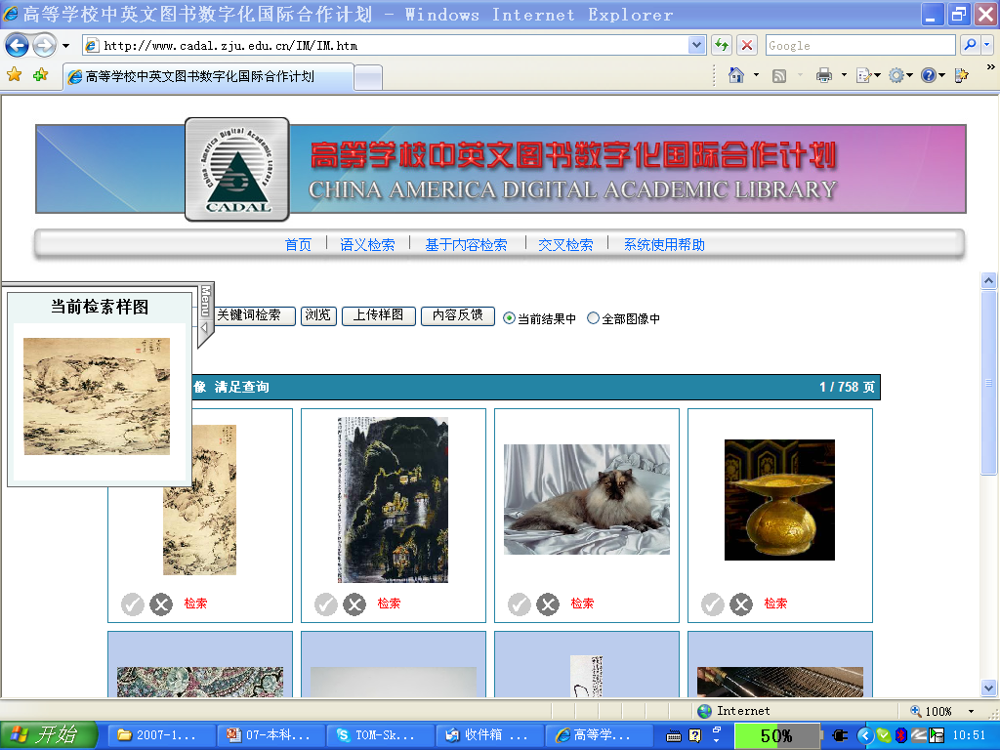 高等学校中英文图书数字化国际合作计划 - Windows Internet Explorer
http://www.cadal.zju.edu.cn/IM/IM.htm
Google
高等学校中英文图书数字化国际合作计划
China-America Digital Academic Library
CADAL
高等学校中英文图书数字化国际合作计划
CHINA AMERICA DIGITAL ACADEMIC LIBRARY
首页 语义检索 基于内容检索 交叉检索 系统使用帮助
当前检索样图
Menu
关键词检索 浏览 上传样图 内容反馈 当前结果中 全部图像中
像 满足查询 1 / 758 页
检索 检索 检索 检索
Internet 100%
开始 2007-1... 07-本科... TOM-Sk... 收件箱 ... 高等学... 50% 10:51